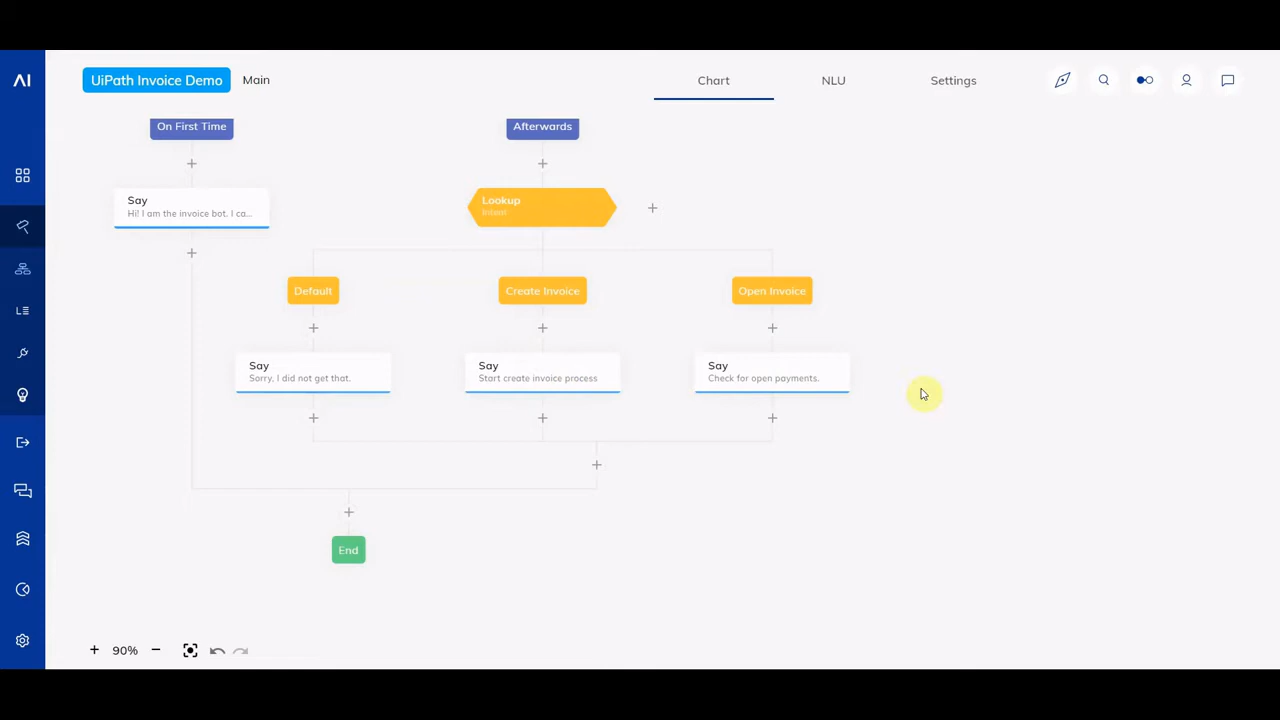 AI
UiPath Invoice Demo
Main
Chart
NLU
Settings
On First Time
Afterwards
Say
Hi! I am the invoice bot. I ca...
Lookup
Intent
Default
Create Invoice
Open Invoice
Say
Sorry, I did not get that.
Say
Start create invoice process
Say
Check for open payments.
End
90%